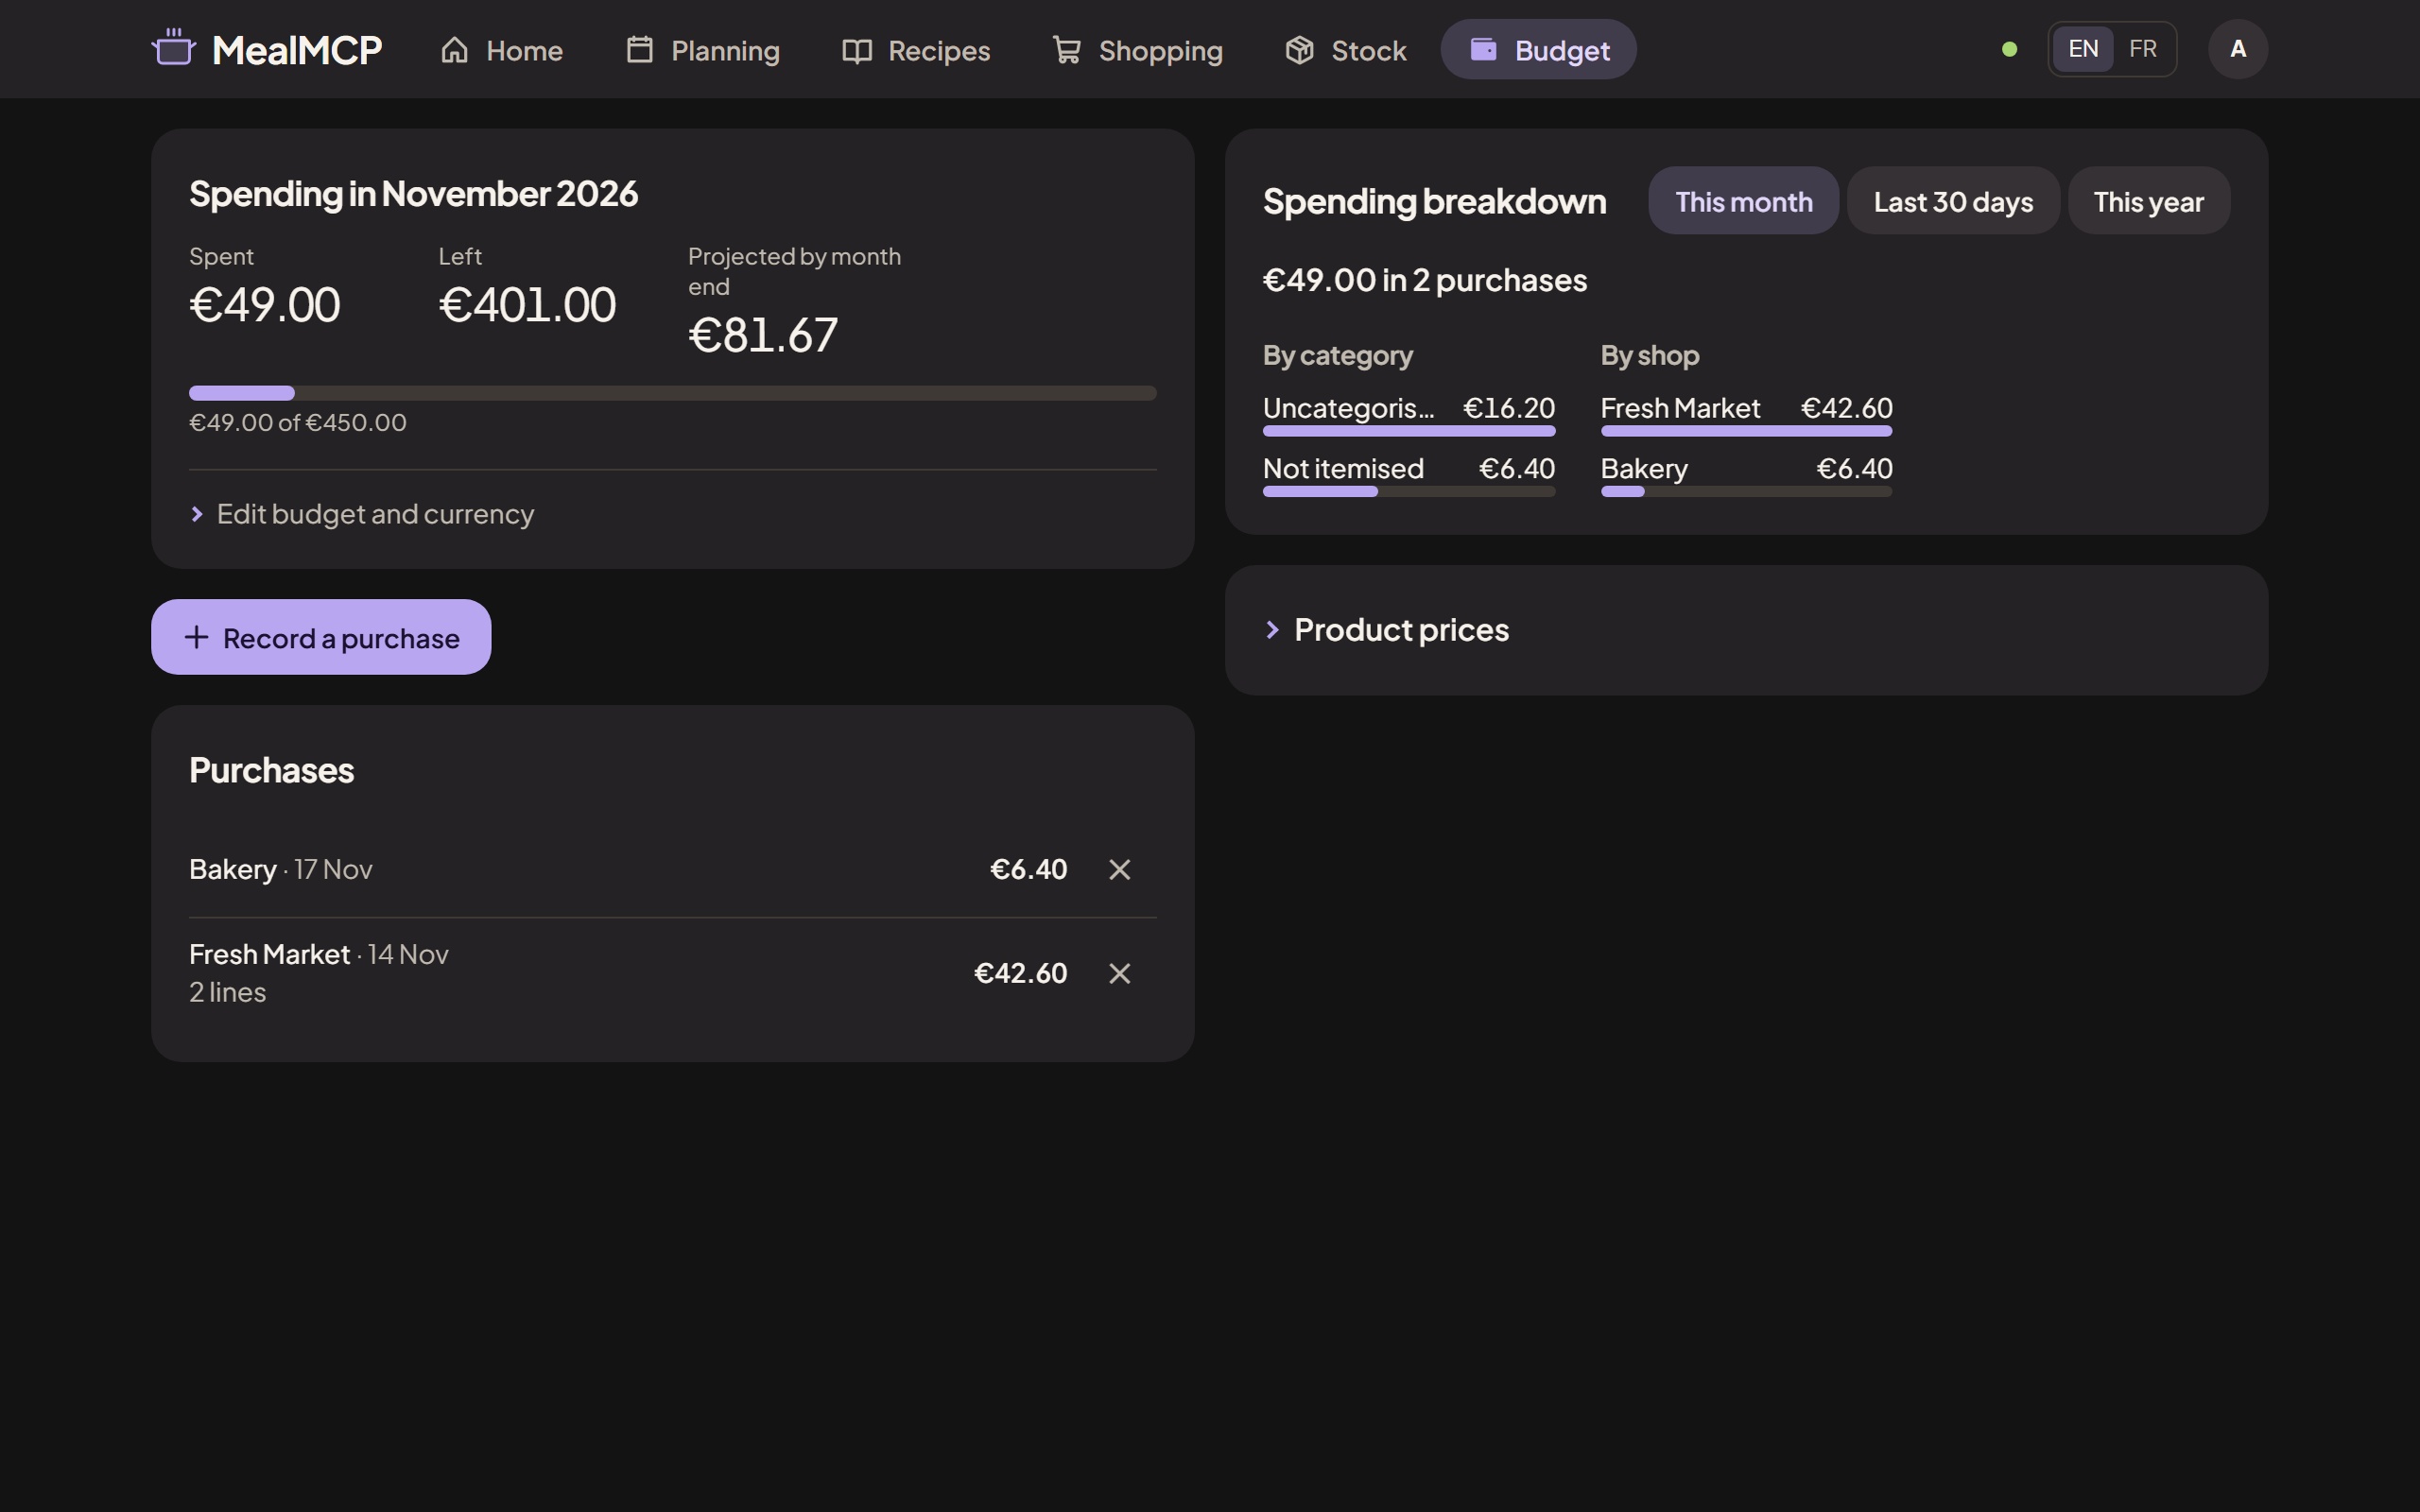 MealMCP
Home
Planning
Recipes
Shopping
Stock
Budget
EN
FR
A
Spending in November 2026
Spent
€49.00
Left
€401.00
Projected by month
end
€81.67
€49.00 of €450.00
Edit budget and currency
Record a purchase
Purchases
Bakery · 17 Nov
€6.40
Fresh Market · 14 Nov
2 lines
€42.60
Spending breakdown
This month
Last 30 days
This year
€49.00 in 2 purchases
By category
Uncategoris… €16.20
Not itemised €6.40
By shop
Fresh Market €42.60
Bakery €6.40
Product prices